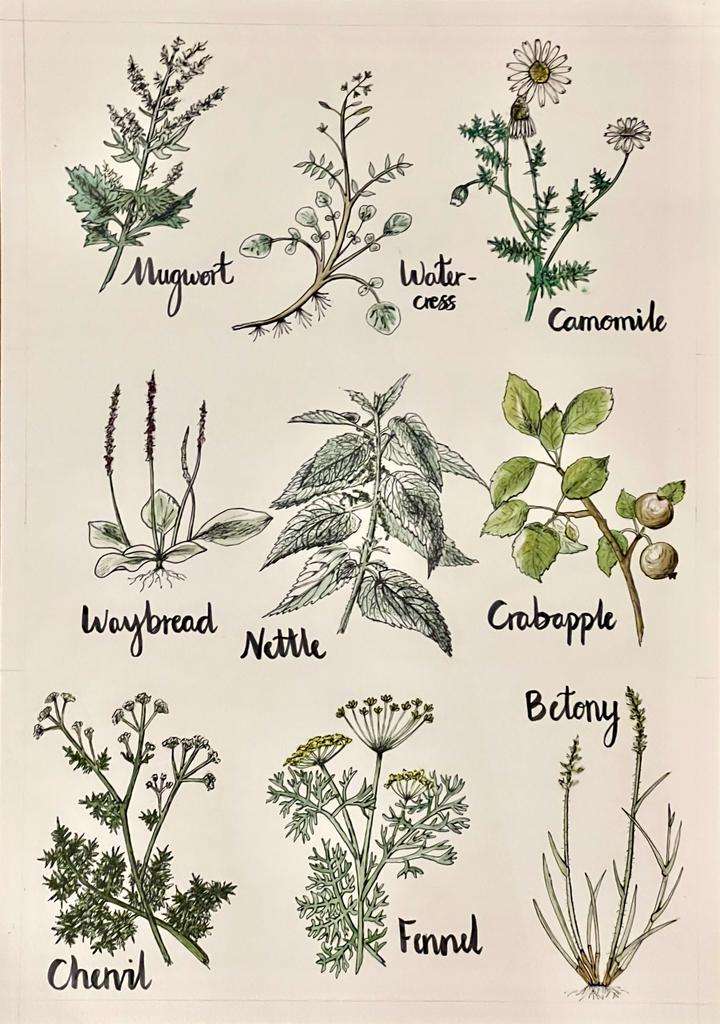 Mugwort
Water-
cress
Camomile
Waybread
Nettle
Crabapple
Betony
Chervil
Fennel